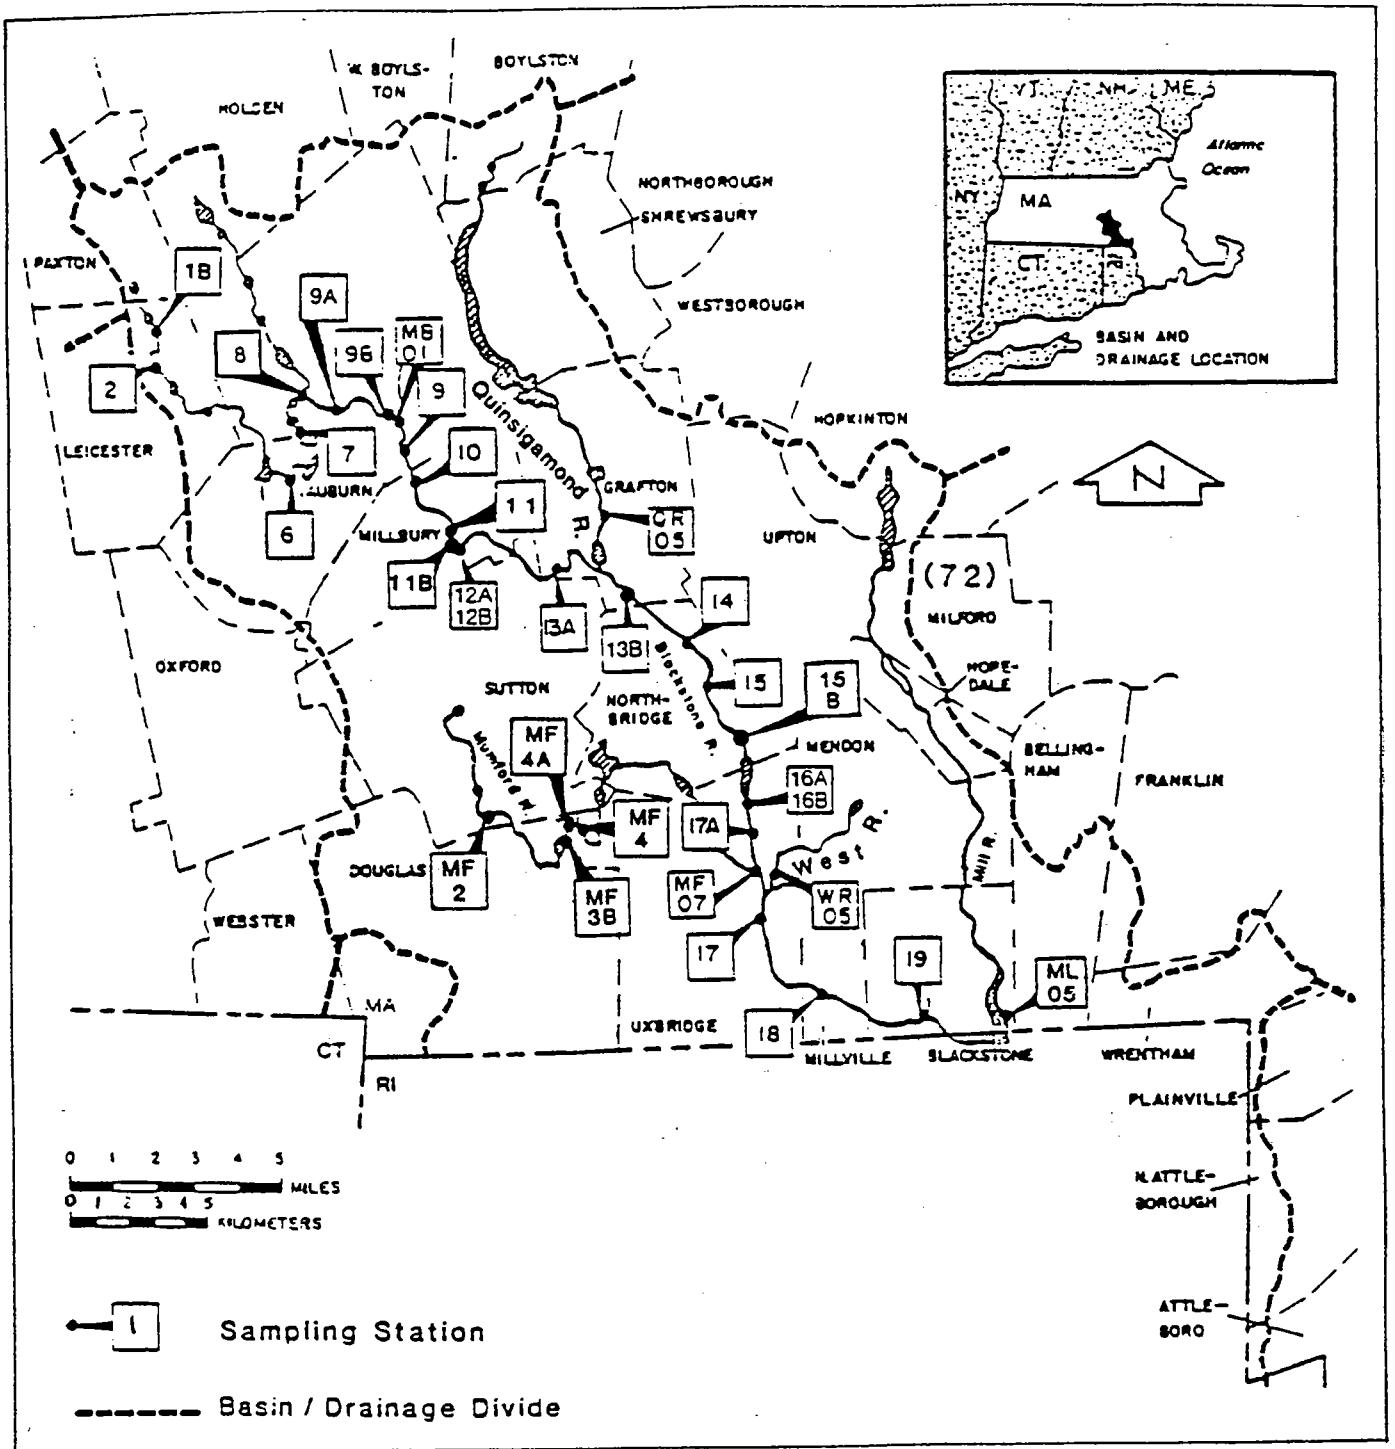 W. BOYLS-
TON
BOYLSTON
HOLDEN
VT.
NH
ME
Atlantic
Ocean
NORTHBOROUGH
SHREWSBURY
NY
MA
CT
RI
PAXTON
1B
WESTBOROUGH
9A
BASIN AND
DRAINAGE LOCATION
8
9B
MB
01
2
9
Quinsigamond R.
HOPKINTON
LEICESTER
7
10
N
AUBURN
GRAFTON
11
6
MILLBURY
QR
05
UPTON
11B
12A
12B
(72)
13A
14
MILFORD
13B
Blackstone R.
OXFORD
HOPE-
DALE
SUTTON
15
15
B
NORTH-
BRIDGE
MF
4A
MENDON
BELLING-
HAM
FRANKLIN
Mumford R.
16A
16B
MF
4
17A
West R.
Mill R.
DOUGLAS
MF
2
MF
07
WR
05
MF
3B
WEBSTER
17
19
ML
05
MA
UXBRIDGE
18
CT
MILLVILLE
BLACKSTONE
WRENTHAM
RI
PLAINVILLE
0 1 2 3 4 5
MILES
N.ATTLE-
BOROUGH
0 1 2 3 4 5
KILOMETERS
ATTLE-
BORO
1
Sampling Station
Basin / Drainage Divide